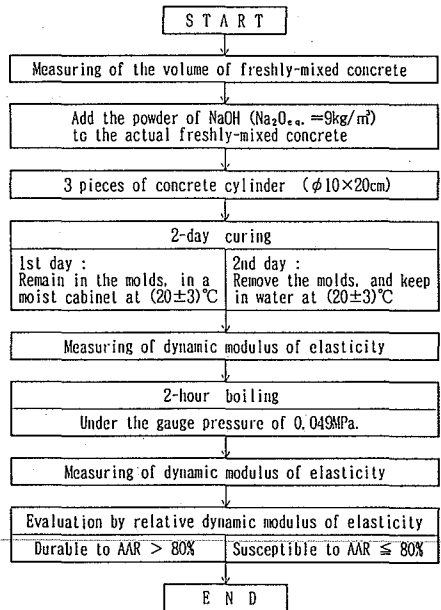 START
Measuring of the volume of freshly-mixed concrete
Add the powder of NaOH (Na₂Oₑq. =9kg/㎥)
to the actual freshly-mixed concrete
3 pieces of concrete cylinder (φ10×20cm)
2-day curing
1st day :
Remain in the molds, in a
moist cabinet at (20±3)℃
2nd day :
Remove the molds, and keep
in water at (20±3)℃
Measuring of dynamic modulus of elasticity
2-hour boiling
Under the gauge pressure of 0.049MPa.
Measuring of dynamic modulus of elasticity
Evaluation by relative dynamic modulus of elasticity
Durable to AAR > 80%
Susceptible to AAR ≦ 80%
END